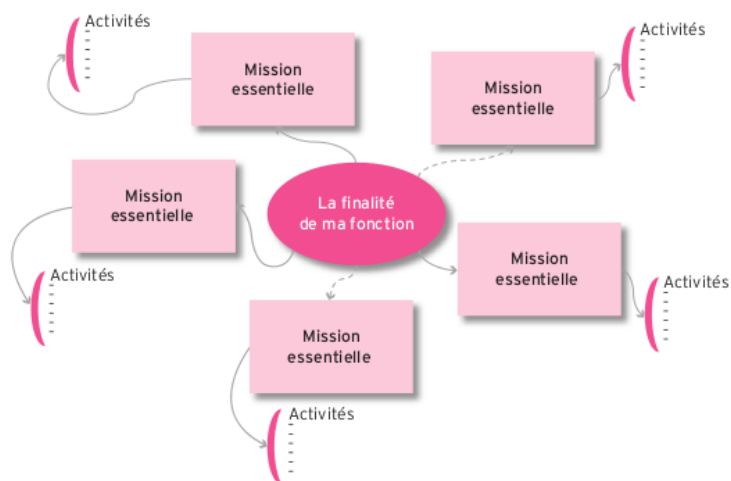 Activités
-
-
-
-
-
-
Mission
essentielle
Activités
-
-
-
-
-
-
Mission
essentielle
Mission
essentielle
La finalité
de ma fonction
Mission
essentielle
Activités
-
-
-
-
-
-
Activités
-
-
-
-
-
-
Mission
essentielle
Activités
-
-
-
-
-
-